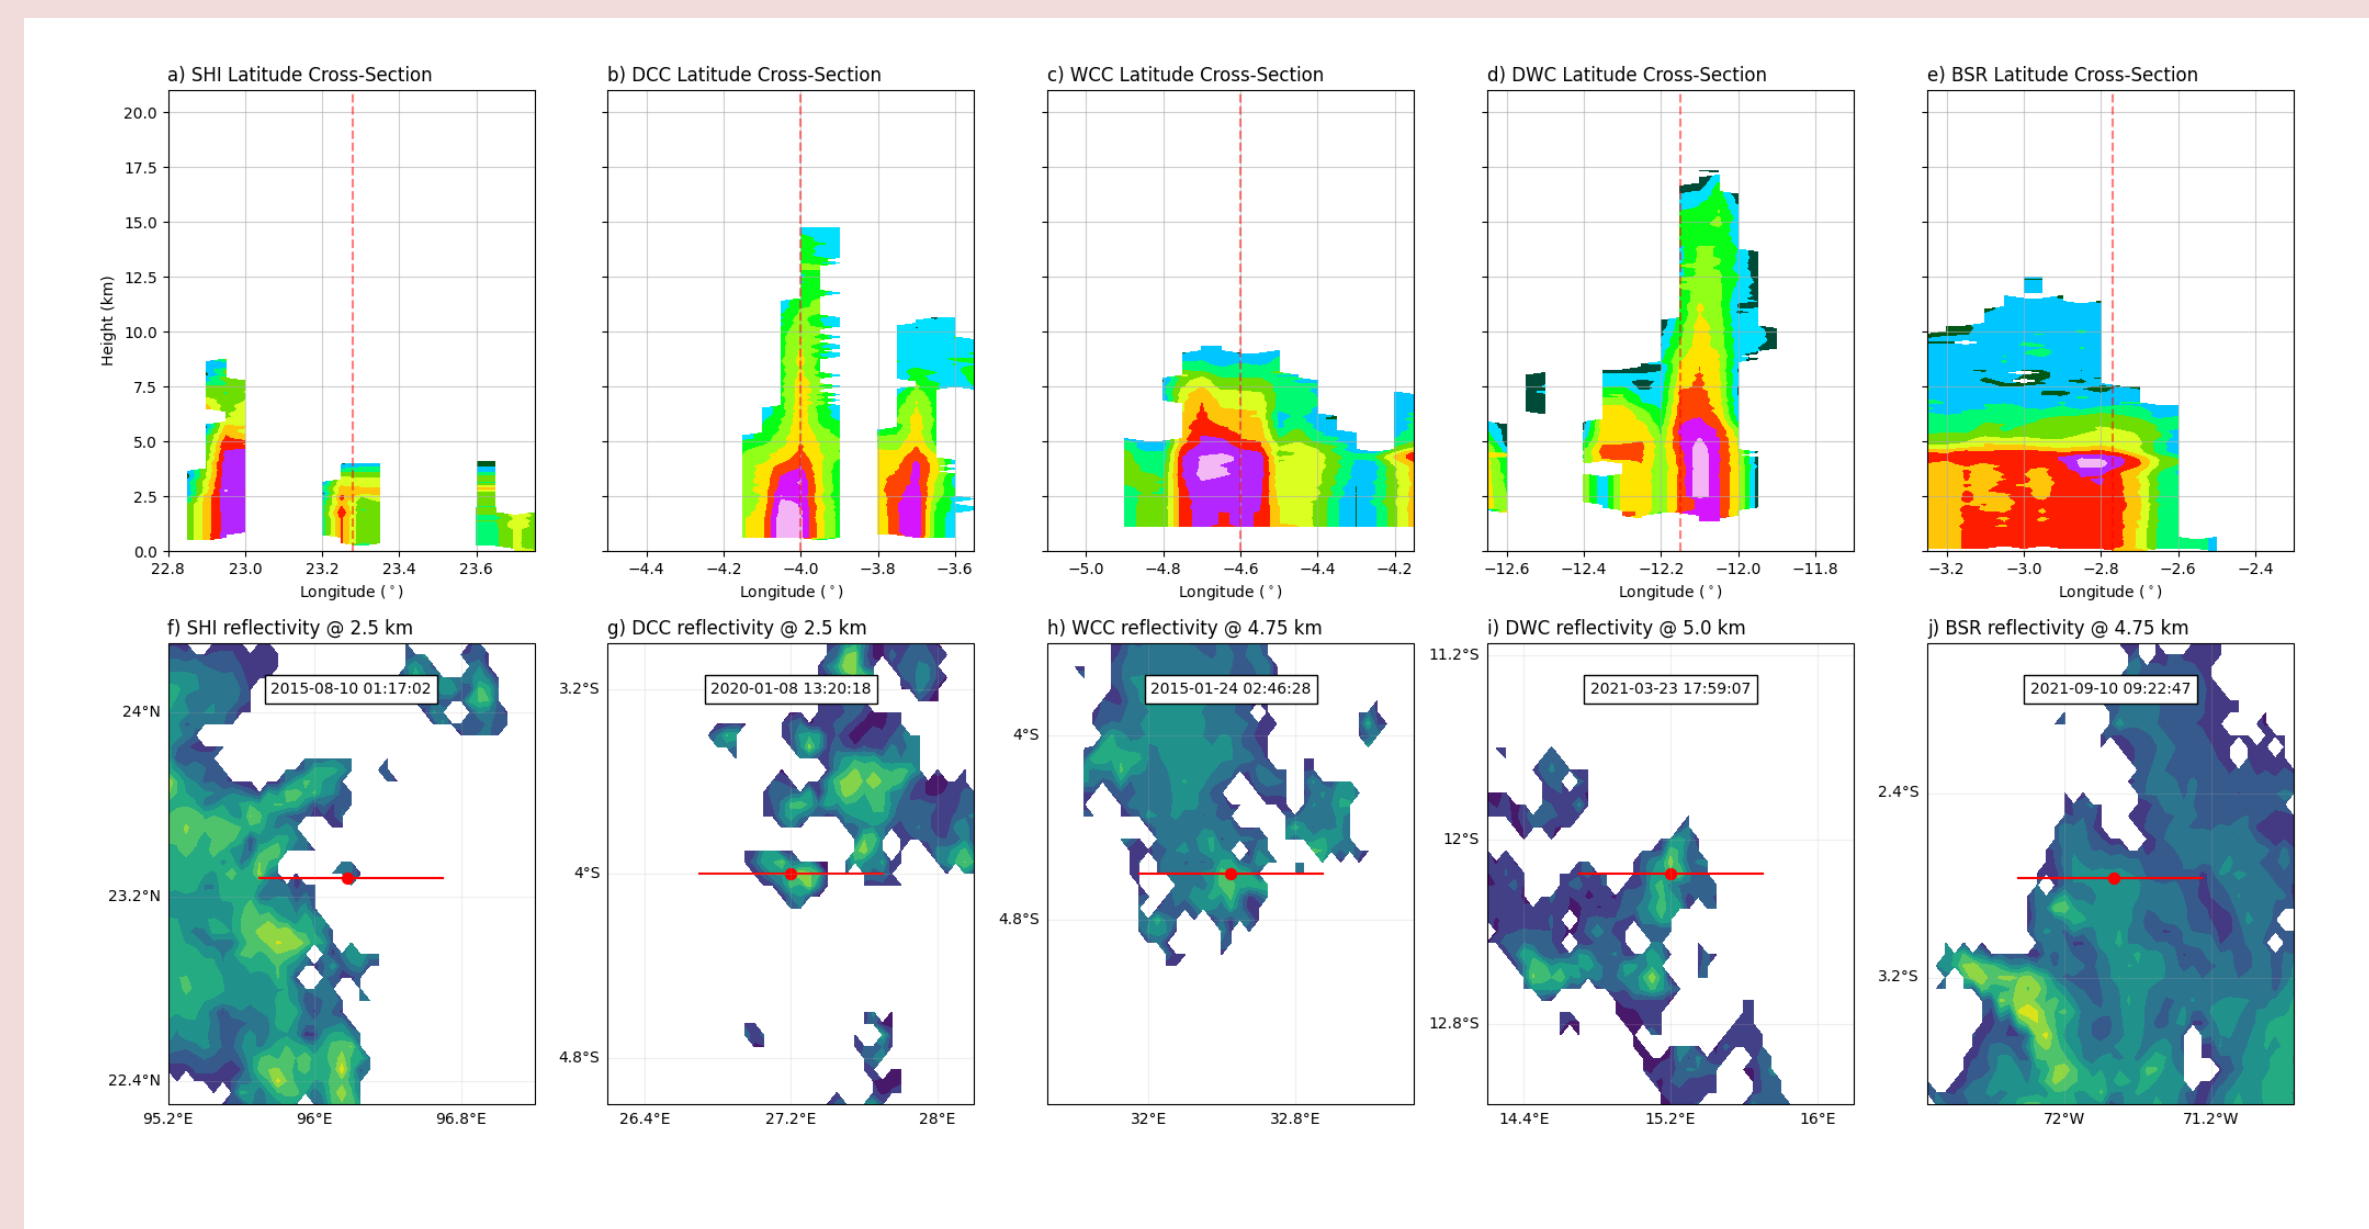 a) SHI Latitude Cross-Section
b) DCC Latitude Cross-Section
c) WCC Latitude Cross-Section
d) DWC Latitude Cross-Section
e) BSR Latitude Cross-Section
Height (km)
20.0
17.5
15.0
12.5
10.0
7.5
5.0
2.5
0.0
22.8 23.0 23.2 23.4 23.6
−4.4 −4.2 −4.0 −3.8 −3.6
−5.0 −4.8 −4.6 −4.4 −4.2
−12.6 −12.4 −12.2 −12.0 −11.8
−3.2 −3.0 −2.8 −2.6 −2.4
Longitude (°)
Longitude (°)
Longitude (°)
Longitude (°)
Longitude (°)
f) SHI reflectivity @ 2.5 km
2015-08-10 01:17:02
24°N
23.2°N
22.4°N
95.2°E 96°E 96.8°E
g) DCC reflectivity @ 2.5 km
2020-01-08 13:20:18
3.2°S
4°S
4.8°S
26.4°E 27.2°E 28°E
h) WCC reflectivity @ 4.75 km
2015-01-24 02:46:28
4°S
4.8°S
32°E 32.8°E
i) DWC reflectivity @ 5.0 km
2021-03-23 17:59:07
11.2°S
12°S
12.8°S
14.4°E 15.2°E 16°E
j) BSR reflectivity @ 4.75 km
2021-09-10 09:22:47
2.4°S
3.2°S
72°W 71.2°W